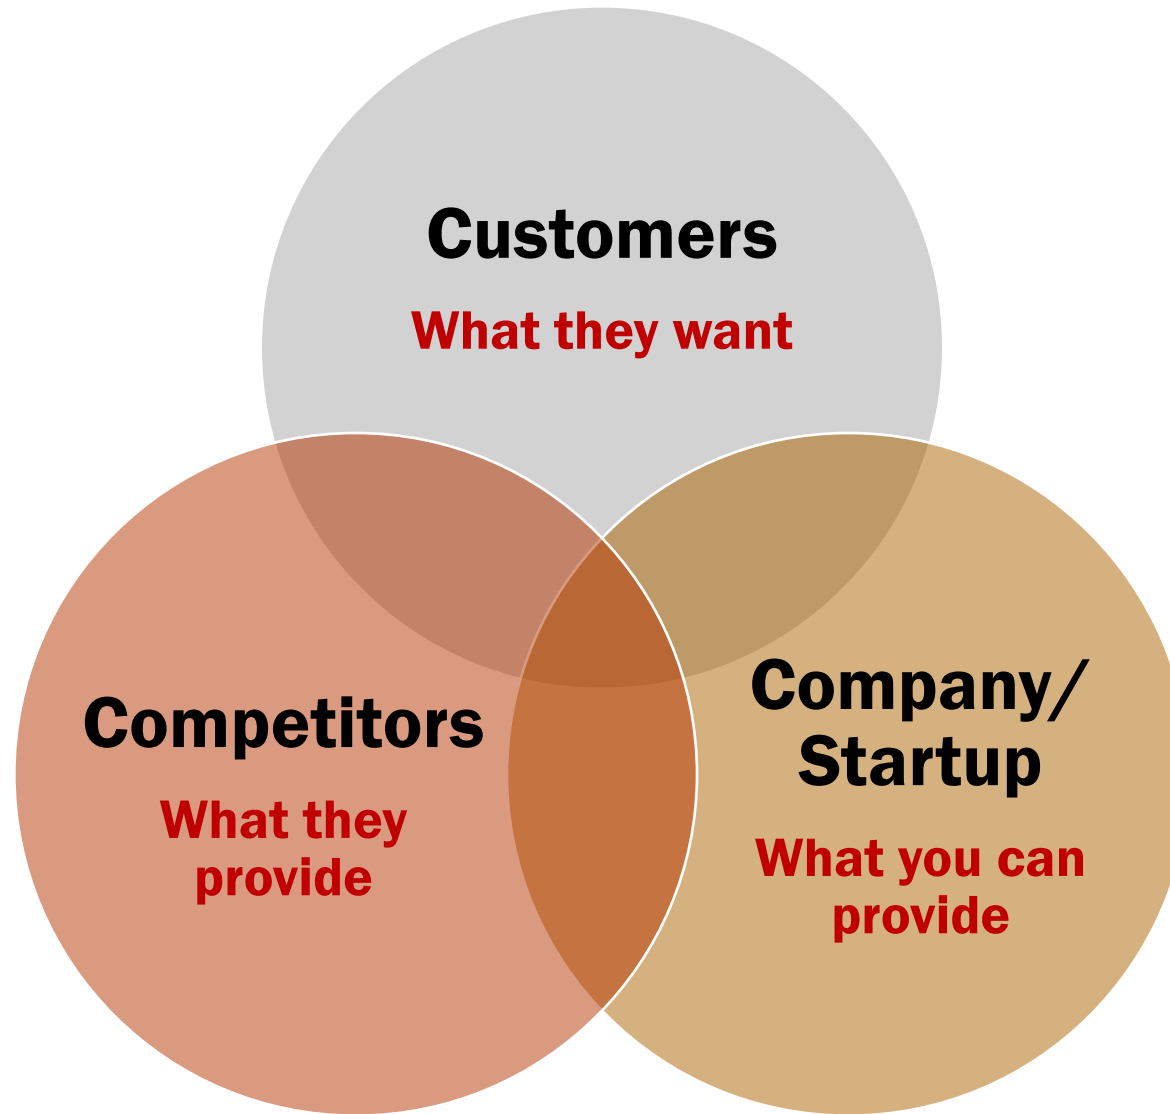 Customers
What they want
Competitors
What they
provide
Company/
Startup
What you can
provide